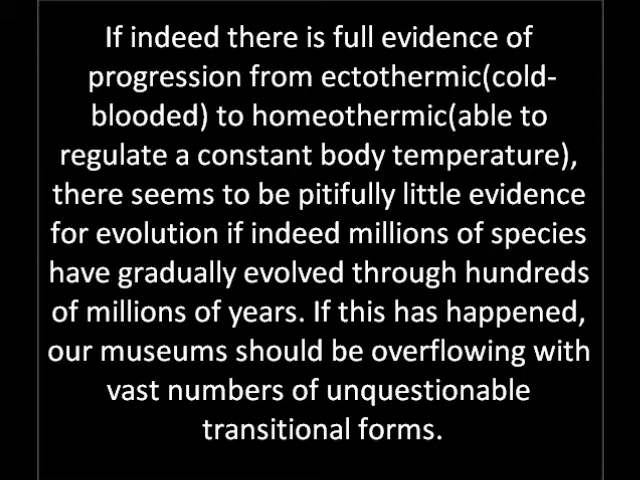 If indeed there is full evidence of
progression from ectothermic(cold-
blooded) to homeothermic(able to
regulate a constant body temperature),
there seems to be pitifully little evidence
for evolution if indeed millions of species
have gradually evolved through hundreds
of millions of years. If this has happened,
our museums should be overflowing with
vast numbers of unquestionable
transitional forms.